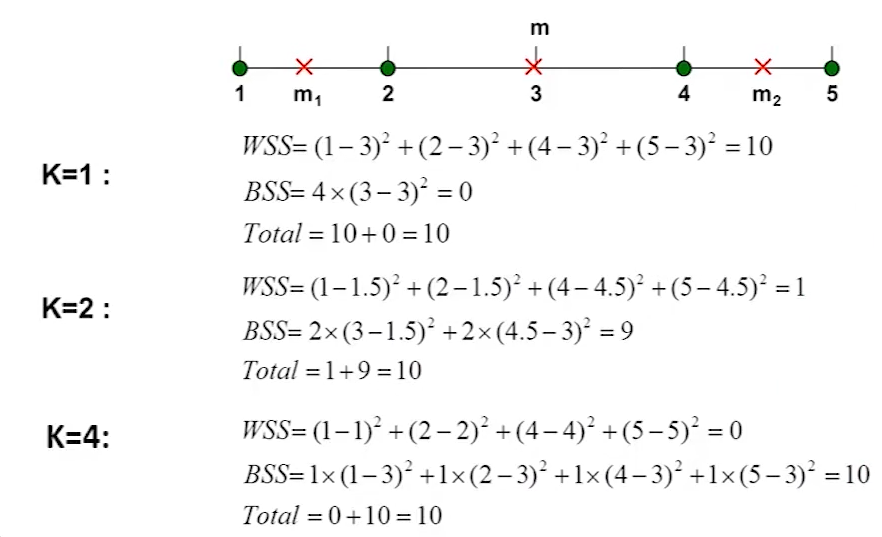 m
1 m₁ 2 3 4 m₂ 5
K=1 :
WSS= (1−3)² +(2−3)² +(4−3)² +(5−3)² =10
BSS= 4×(3−3)² =0
Total =10+0=10
K=2 :
WSS= (1−1.5)² +(2−1.5)² +(4−4.5)² +(5−4.5)² =1
BSS= 2×(3−1.5)² +2×(4.5−3)² =9
Total =1+9=10
K=4:
WSS= (1−1)² +(2−2)² +(4−4)² +(5−5)² =0
BSS=1×(1−3)² +1×(2−3)² +1×(4−3)² +1×(5−3)² =10
Total =0+10=10